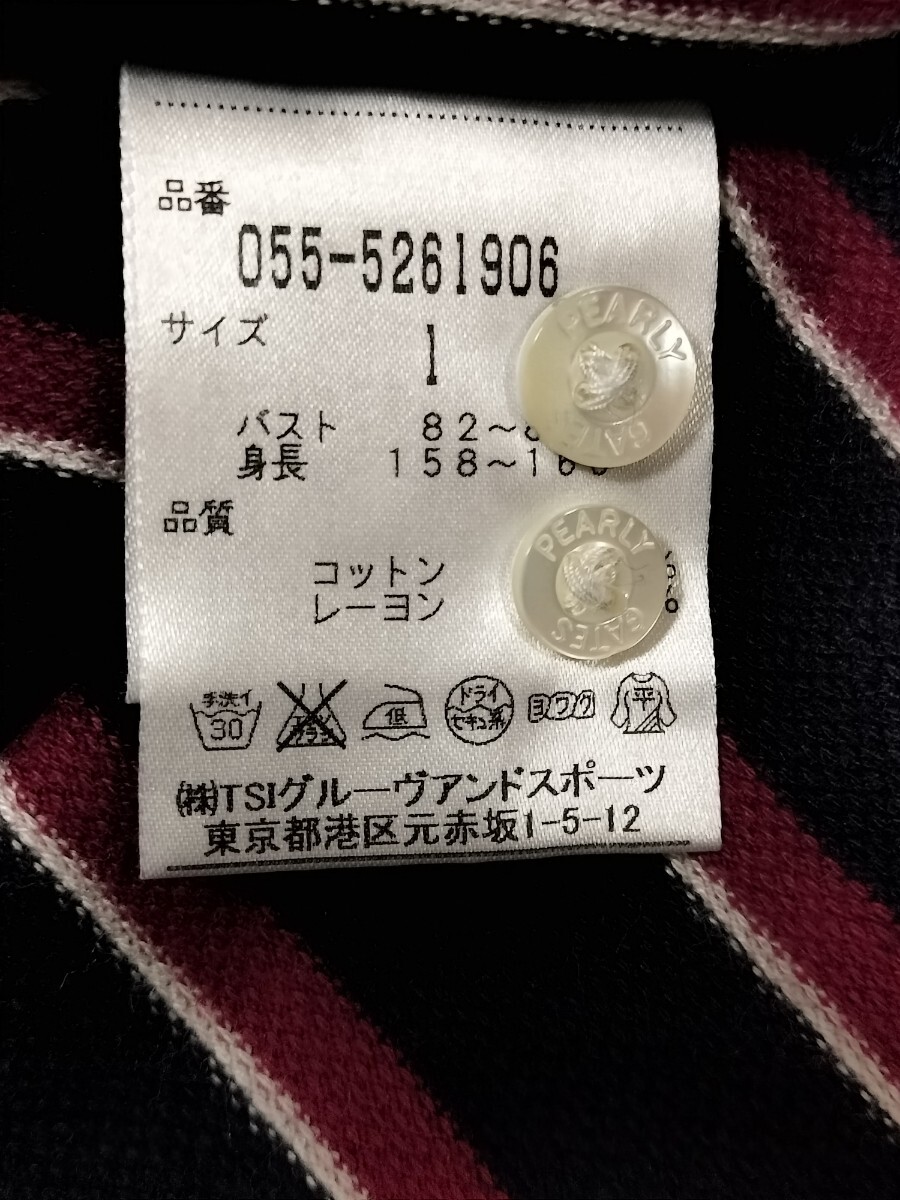 品番
055-5261906
サイズ
1
PEARLY
GATES
バスト 82~
身長 158~16
品質
PEARLY
GATES
コットン
レーヨン
手洗イ
30
低
ドライ
セキユ系
ヨワク
平
㈱TSIグルーヴアンドスポーツ
東京都港区元赤坂1-5-12